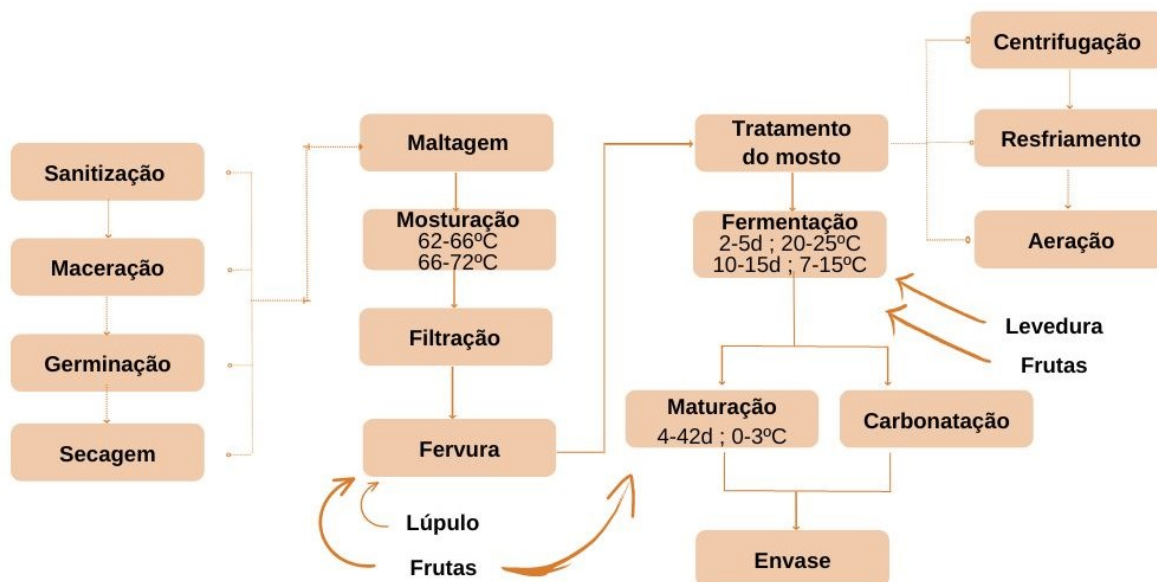 Sanitização
Maceração
Germinação
Secagem
Maltagem
Mosturação
62-66ºC
66-72ºC
Filtração
Fervura
Lúpulo
Frutas
Tratamento
do mosto
Fermentação
2-5d ; 20-25ºC
10-15d ; 7-15ºC
Levedura
Frutas
Maturação
4-42d ; 0-3ºC
Carbonatação
Envase
Centrifugação
Resfriamento
Aeração